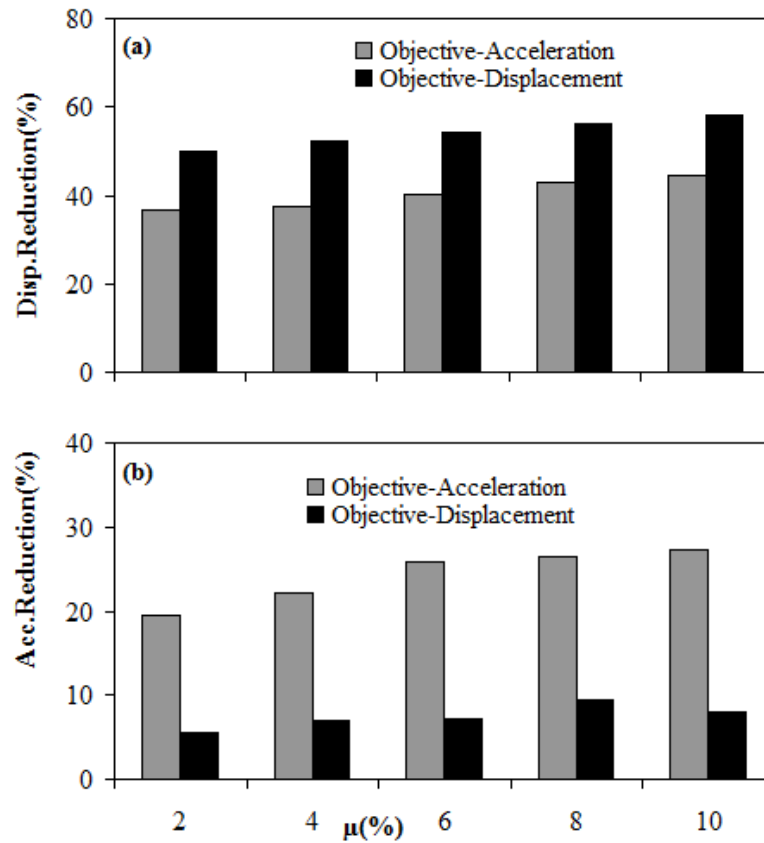 80
(a)
Objective-Acceleration
Objective-Displacement
60
40
20
0
Disp.Reduction(%)
40
(b)
Objective-Acceleration
Objective-Displacement
30
20
10
0
Acc.Reduction(%)
2 4 6 8 10
μ(%)